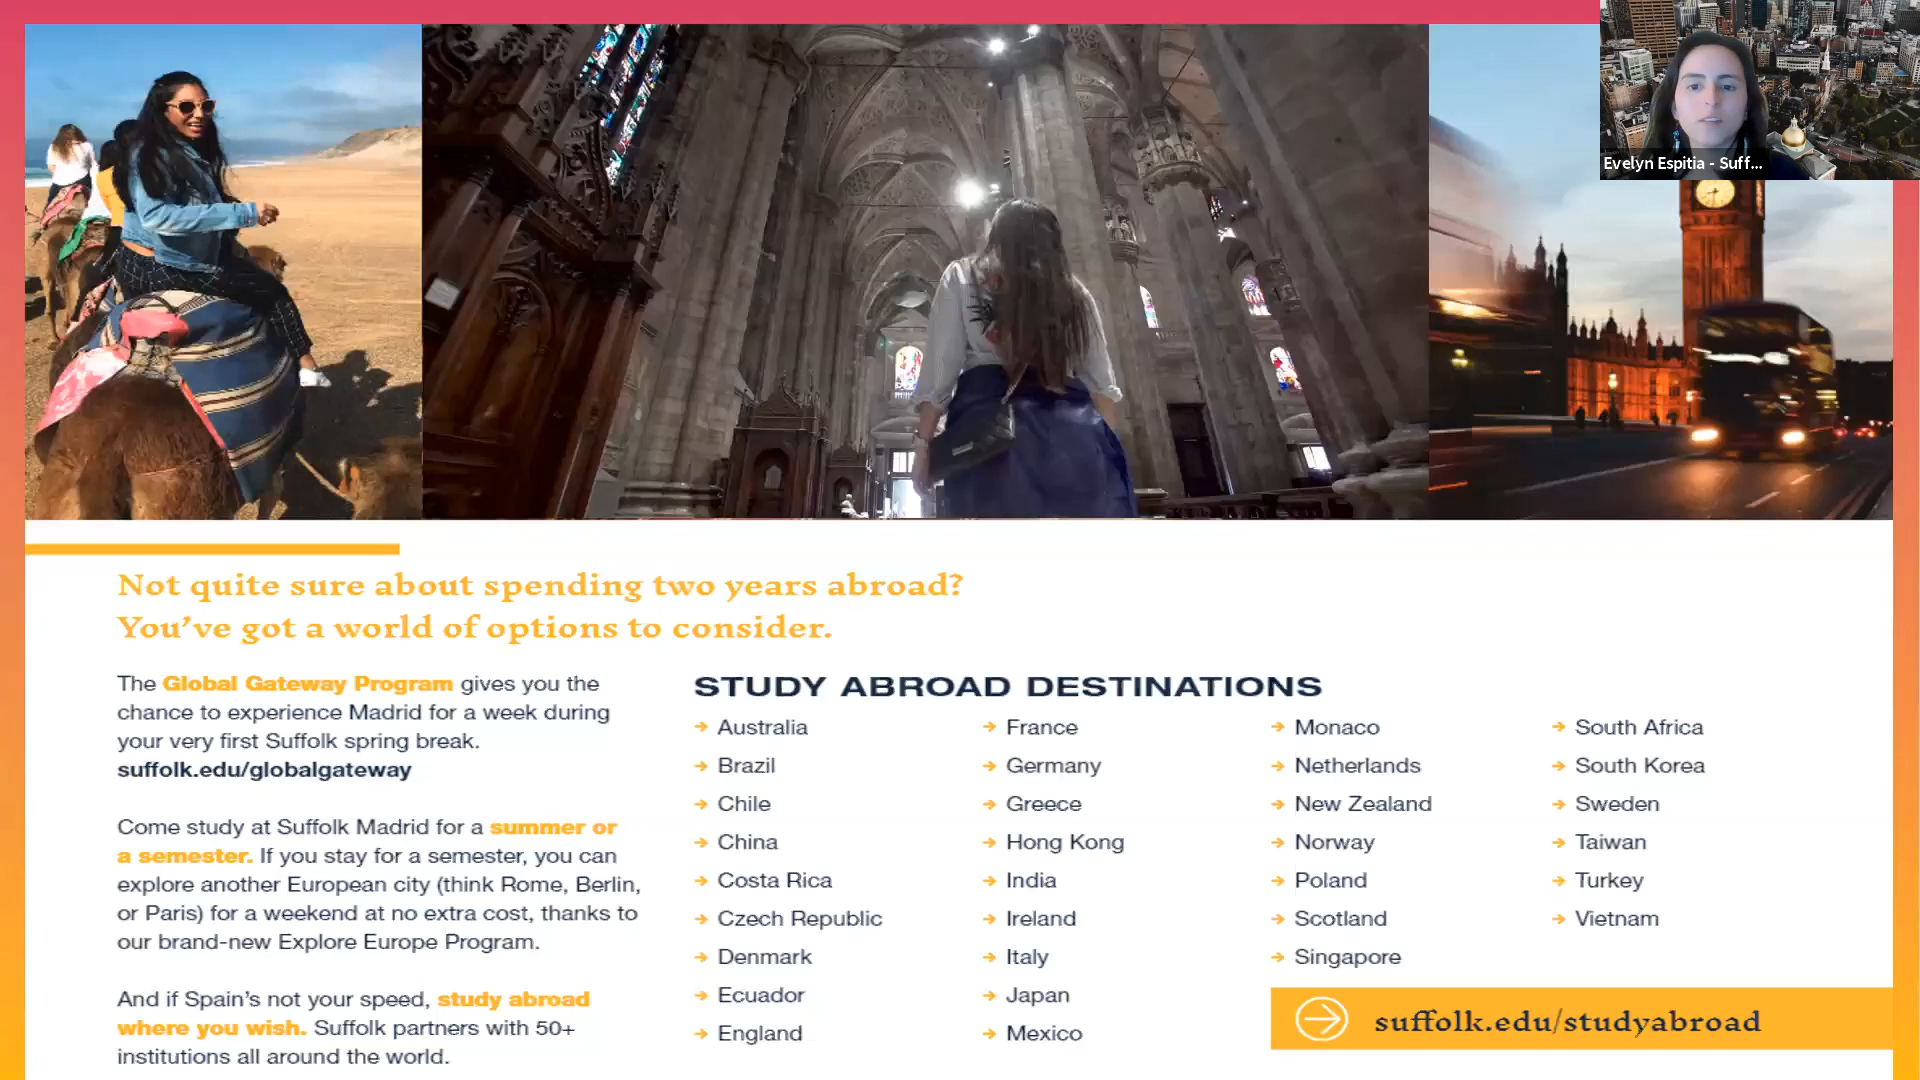 Evelyn Espitia - Suff...
Not quite sure about spending two years abroad?
You've got a world of options to consider.
The Global Gateway Program gives you the
chance to experience Madrid for a week during
your very first Suffolk spring break.
suffolk.edu/globalgateway
Come study at Suffolk Madrid for a summer or
a semester. If you stay for a semester, you can
explore another European city (think Rome, Berlin,
or Paris) for a weekend at no extra cost, thanks to
our brand-new Explore Europe Program.
And if Spain's not your speed, study abroad
where you wish. Suffolk partners with 50+
institutions all around the world.
STUDY ABROAD DESTINATIONS
Australia
Brazil
Chile
China
Costa Rica
Czech Republic
Denmark
Ecuador
England
France
Germany
Greece
Hong Kong
India
Ireland
Italy
Japan
Mexico
Monaco
Netherlands
New Zealand
Norway
Poland
Scotland
Singapore
South Africa
South Korea
Sweden
Taiwan
Turkey
Vietnam
suffolk.edu/studyabroad